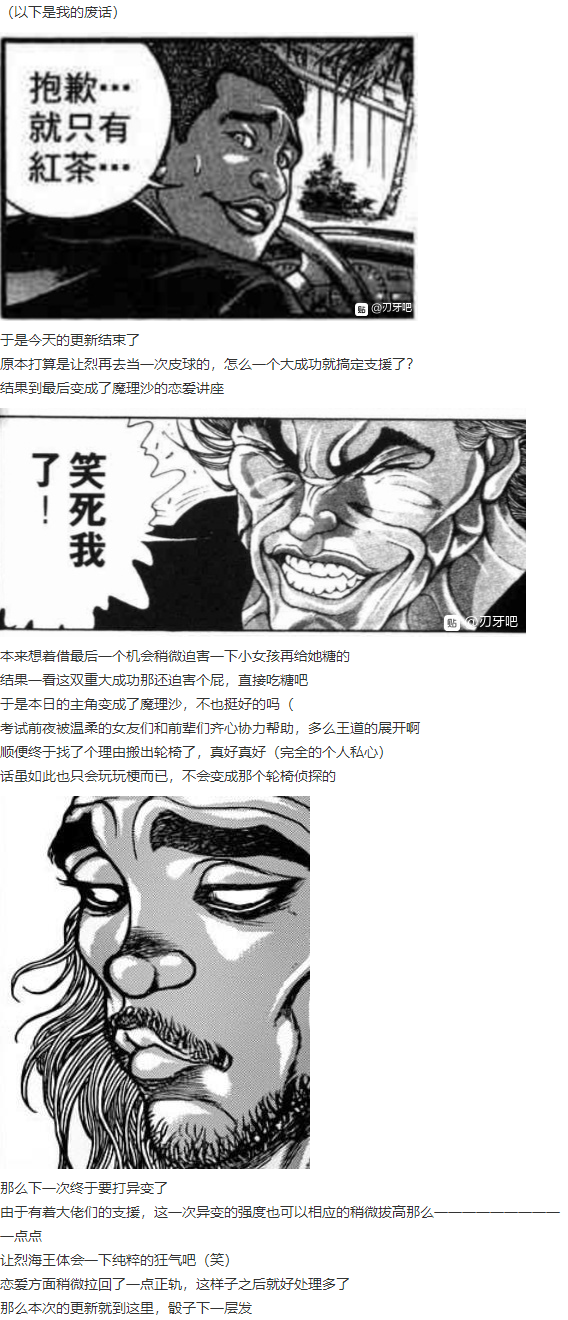 （以下是我的废话）
抱歉…
就只有
紅茶…
贴 @刃牙吧
于是今天的更新结束了
原本打算是让烈再去当一次皮球的，怎么一个大成功就搞定支援了？
结果到最后变成了魔理沙的恋爱讲座
笑死我
了！
贴 @刃牙吧
本来想着借最后一个机会稍微迫害一下小女孩再给她糖的
结果一看这双重大成功那还迫害个屁，直接吃糖吧
于是本日的主角变成了魔理沙，不也挺好的吗（
考试前夜被温柔的女友们和前辈们齐心协力帮助，多么王道的展开啊
顺便终于找了个理由搬出轮椅了，真好真好（完全的个人私心）
话虽如此也只会玩玩梗而已，不会变成那个轮椅侦探的
那么下一次终于要打异变了
由于有着大佬们的支援，这一次异变的强度也可以相应的稍微拔高那么—————————
一点点
让烈海王体会一下纯粹的狂气吧（笑）
恋爱方面稍微拉回了一点正轨，这样子之后就好处理多了
那么本次的更新就到这里，骰子下一层发